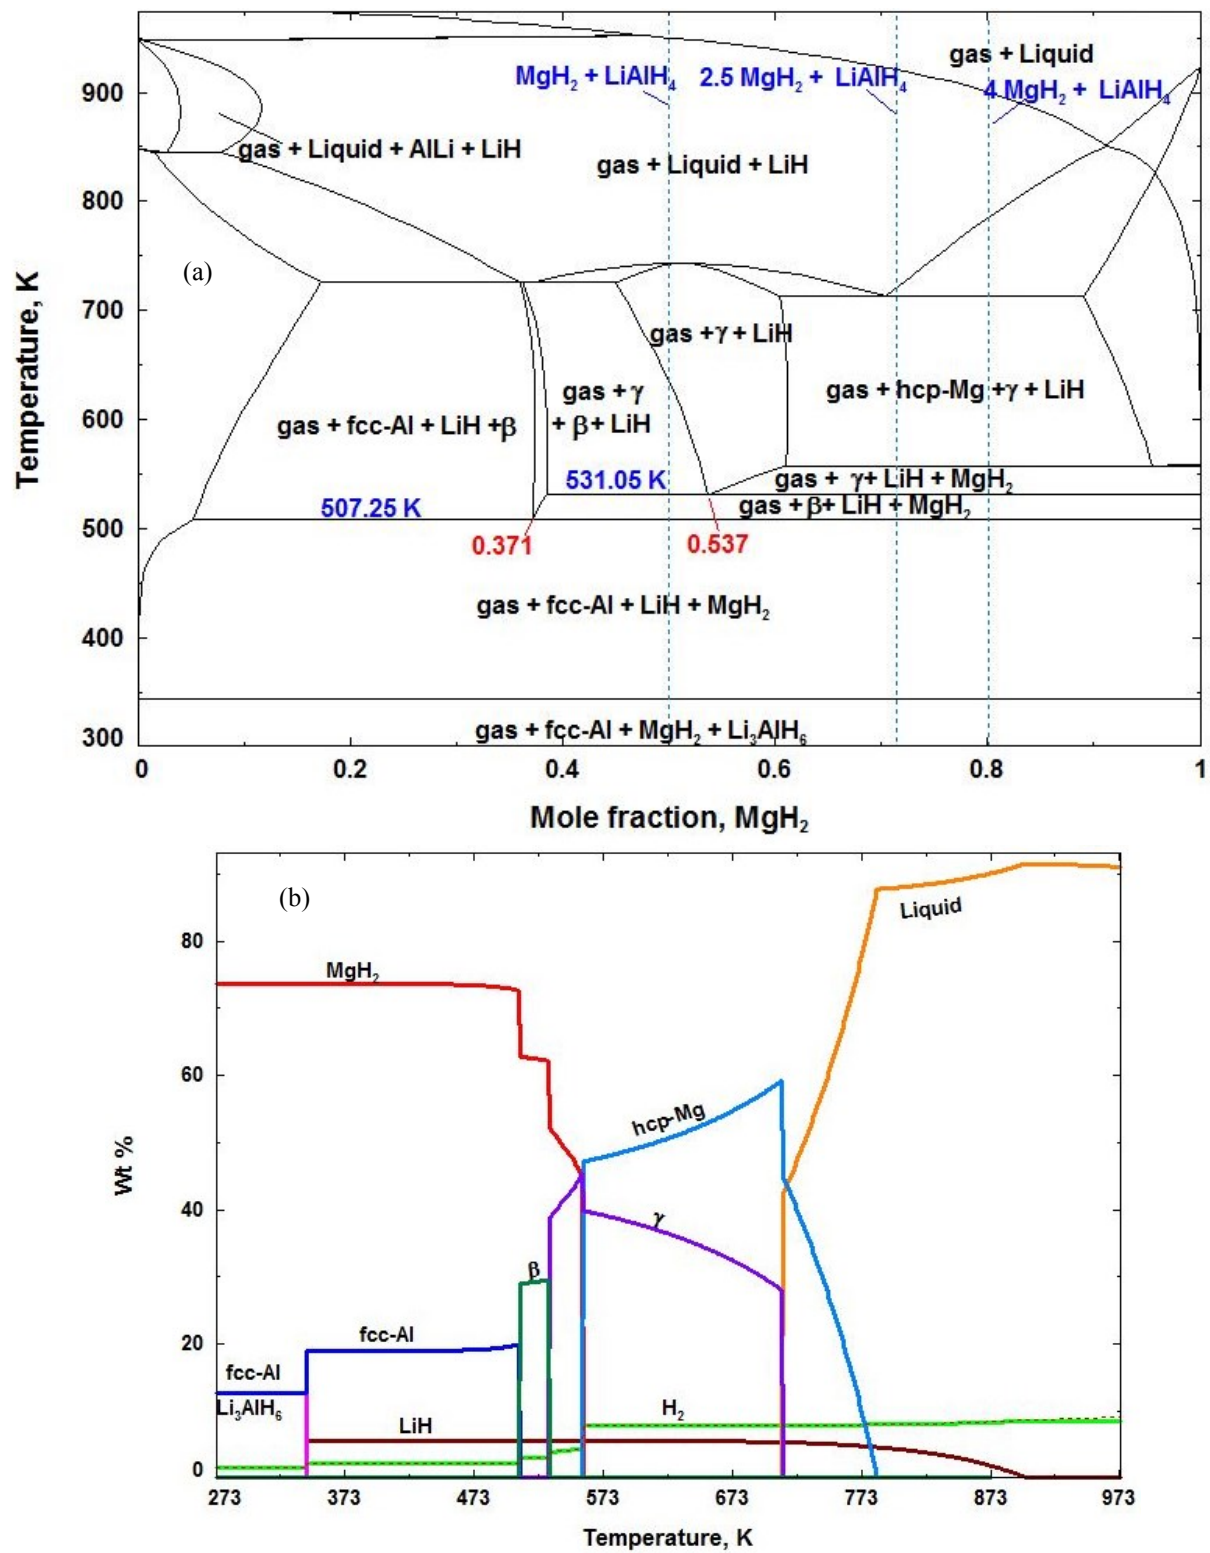 gas + Liquid
MgH₂ + LiAlH₄
2.5 MgH₂ + LiAlH₄
4 MgH₂ + LiAlH₄
900
gas + Liquid + AlLi + LiH
gas + Liquid + LiH
800
(a)
Temperature, K
700
gas +γ + LiH
gas + γ
+ β+ LiH
gas + hcp-Mg +γ + LiH
600
gas + fcc-Al + LiH +β
531.05 K
gas + γ+ LiH + MgH₂
507.25 K
gas +β+ LiH + MgH₂
500
0.371
0.537
gas + fcc-Al + LiH + MgH₂
400
300
gas + fcc-Al + MgH₂ + Li₃AlH₆
0 0.2 0.4 0.6 0.8 1
Mole fraction, MgH₂
(b)
Liquid
80
MgH₂
60
hcp-Mg
Wt %
40
γ
β
20
fcc-Al
fcc-Al
Li₃AlH₆
LiH
H₂
0
273 373 473 573 673 773 873 973
Temperature, K